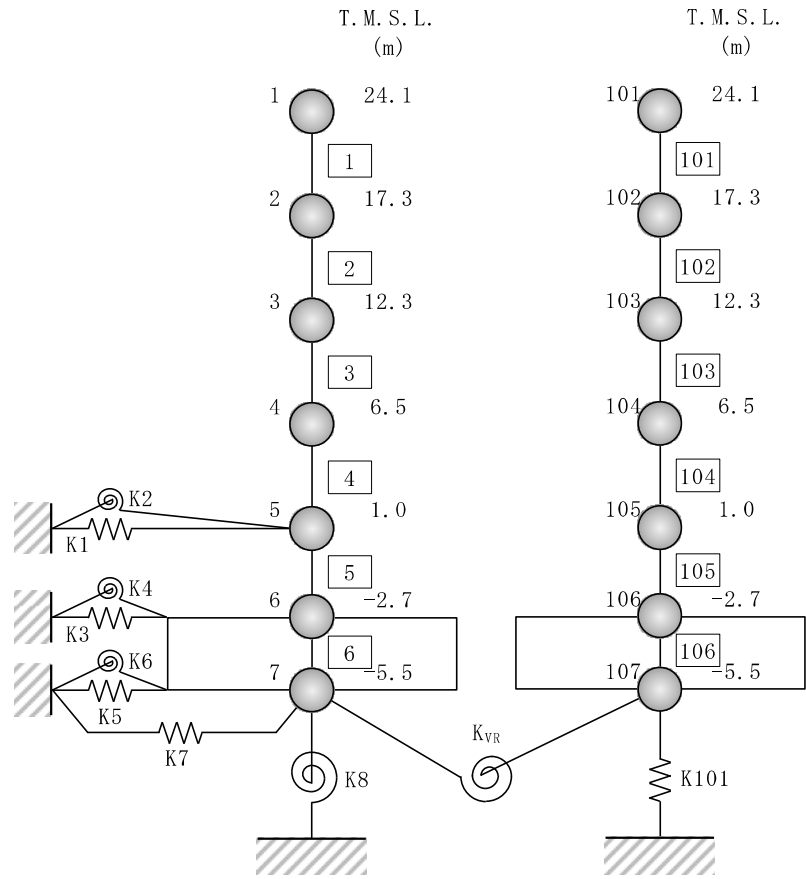 T.M.S.L. T.M.S.L.
(m) (m)
1 24.1 101 24.1
1 101
2 17.3 102 17.3
2 102
3 12.3 103 12.3
3 103
4 6.5 104 6.5
4 104
K2 5 1.0 105 1.0
K1
5 105
K4 6 -2.7 106 -2.7
K3
6 106
K6 7 -5.5 107 -5.5
K5
K7 KVR
K8 K101